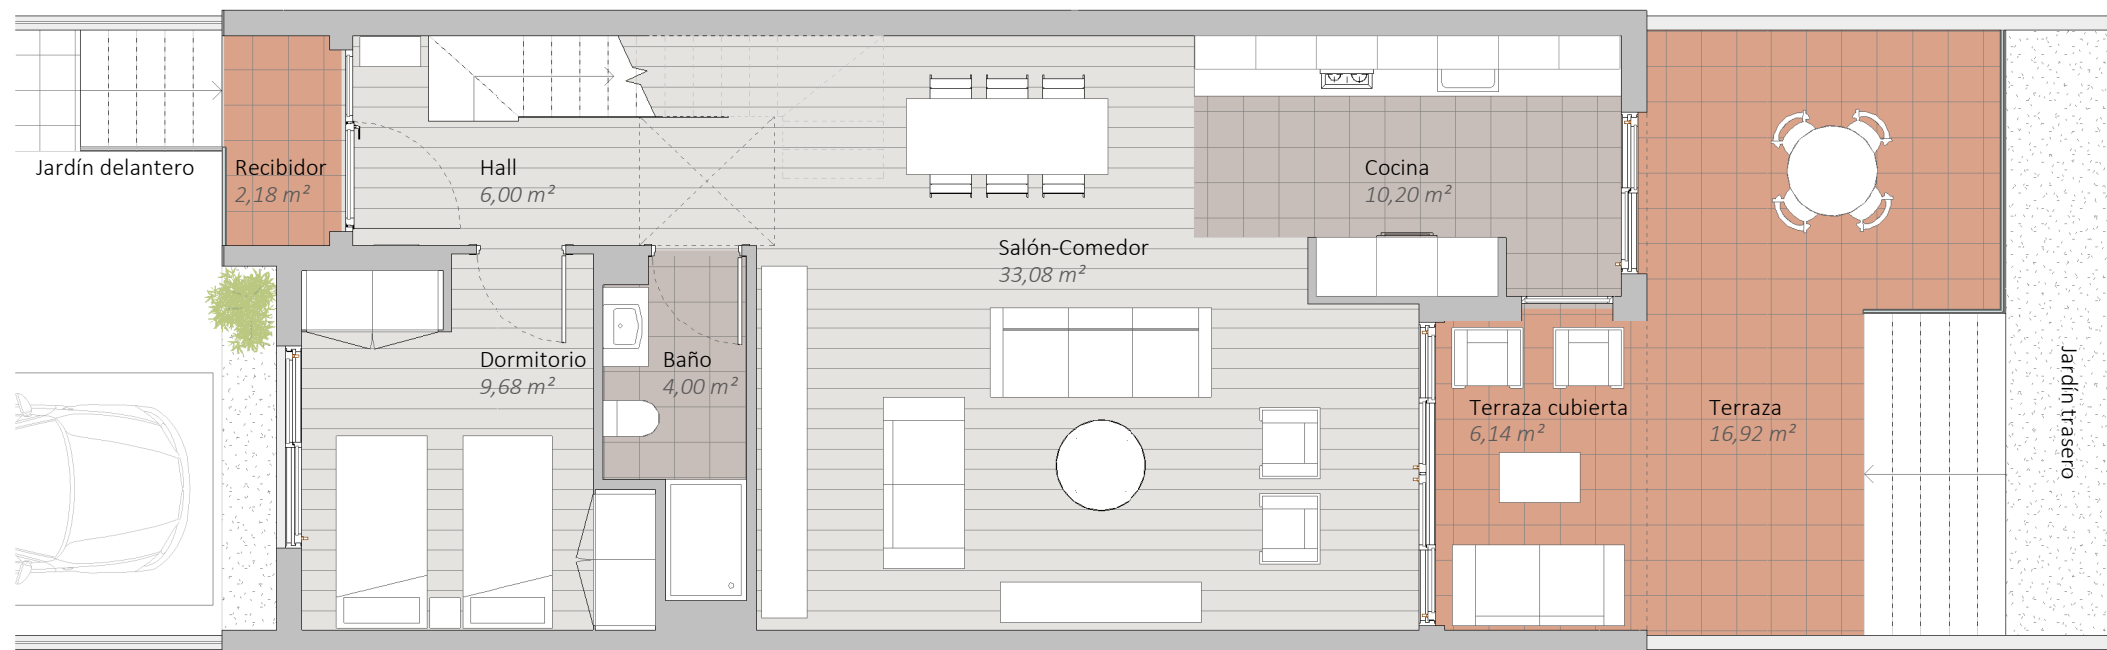 Jardín delantero
Recibidor
2,18 m²
Hall
6,00 m²
Cocina
10,20 m²
Salón-Comedor
33,08 m²
Dormitorio
9,68 m²
Baño
4,00 m²
Terraza cubierta
6,14 m²
Terraza
16,92 m²
Jardín trasero